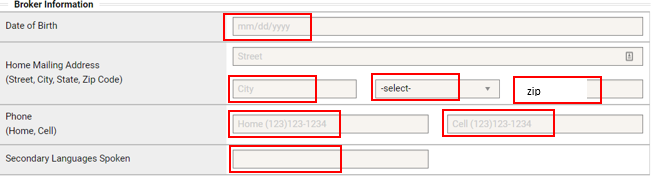 Broker Information
Date of Birth
mm/dd/yyyy
Home Mailing Address
(Street, City, State, Zip Code)
Street
City
-select-
zip
Phone
(Home, Cell)
Home (123)123-1234
Cell (123)123-1234
Secondary Languages Spoken